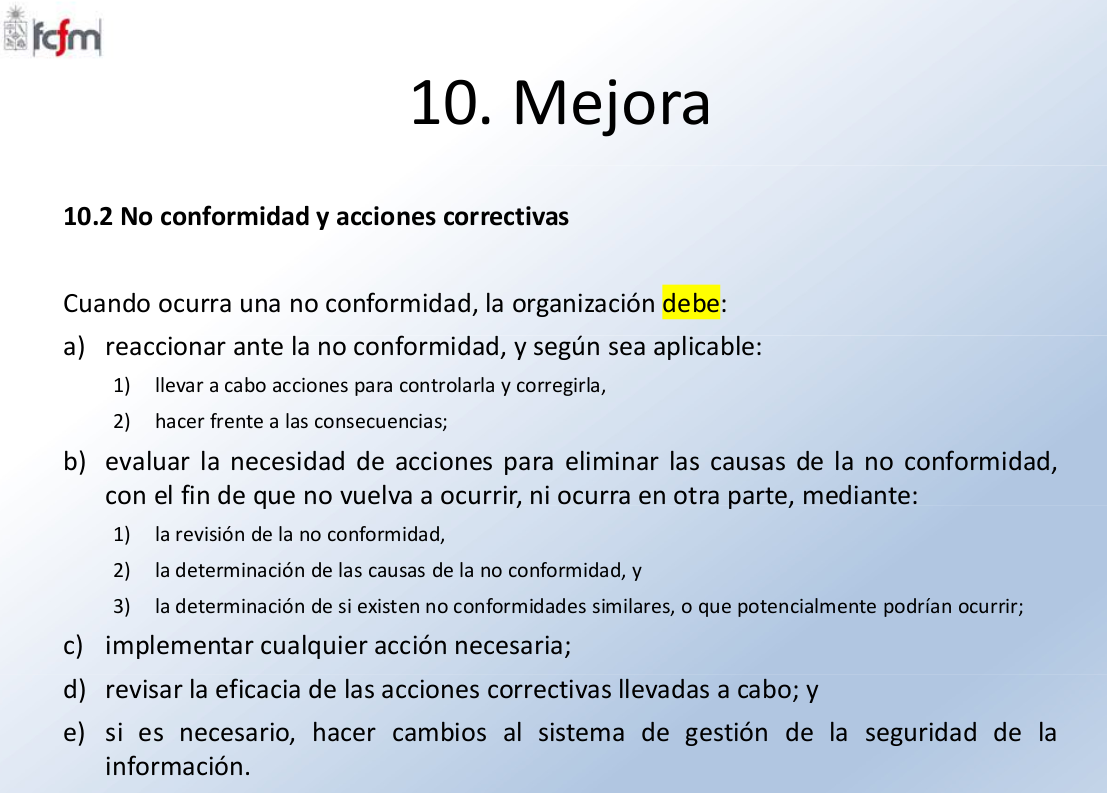 fcfm
10. Mejora
10.2 No conformidad y acciones correctivas
Cuando ocurra una no conformidad, la organización debe:
a) reaccionar ante la no conformidad, y según sea aplicable:
1) llevar a cabo acciones para controlarla y corregirla,
2) hacer frente a las consecuencias;
b) evaluar la necesidad de acciones para eliminar las causas de la no conformidad,
con el fin de que no vuelva a ocurrir, ni ocurra en otra parte, mediante:
1) la revisión de la no conformidad,
2) la determinación de las causas de la no conformidad, y
3) la determinación de si existen no conformidades similares, o que potencialmente podrían ocurrir;
c) implementar cualquier acción necesaria;
d) revisar la eficacia de las acciones correctivas llevadas a cabo; y
e) si es necesario, hacer cambios al sistema de gestión de la seguridad de la
información.